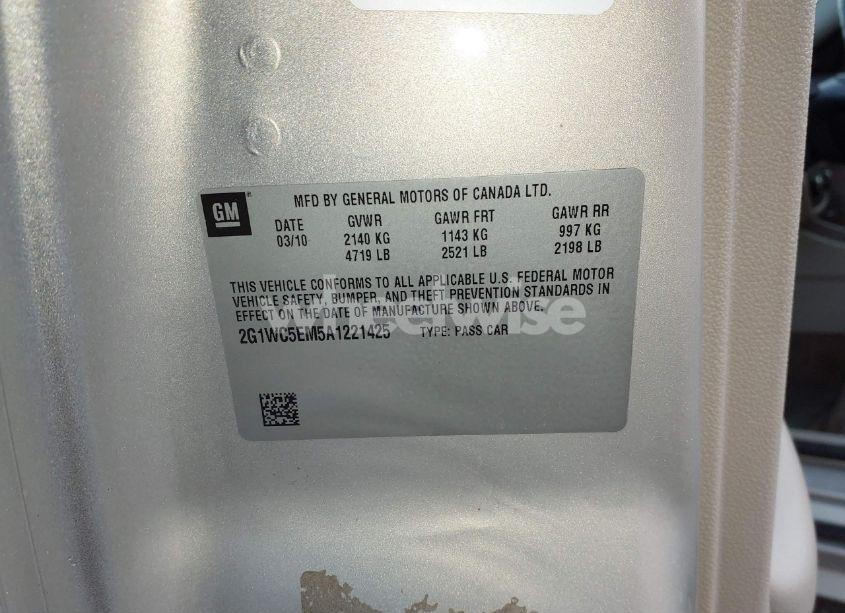 GM
MFD BY GENERAL MOTORS OF CANADA LTD.
DATE GVWR GAWR FRT GAWR RR
03/10 2140 KG 1143 KG 997 KG
4719 LB 2521 LB 2198 LB
THIS VEHICLE CONFORMS TO ALL APPLICABLE U.S. FEDERAL MOTOR
VEHICLE SAFETY, BUMPER, AND THEFT PREVENTION STANDARDS IN
EFFECT ON THE DATE OF MANUFACTURE SHOWN ABOVE.
2G1WC5EM5A1221425 TYPE: PASS CAR